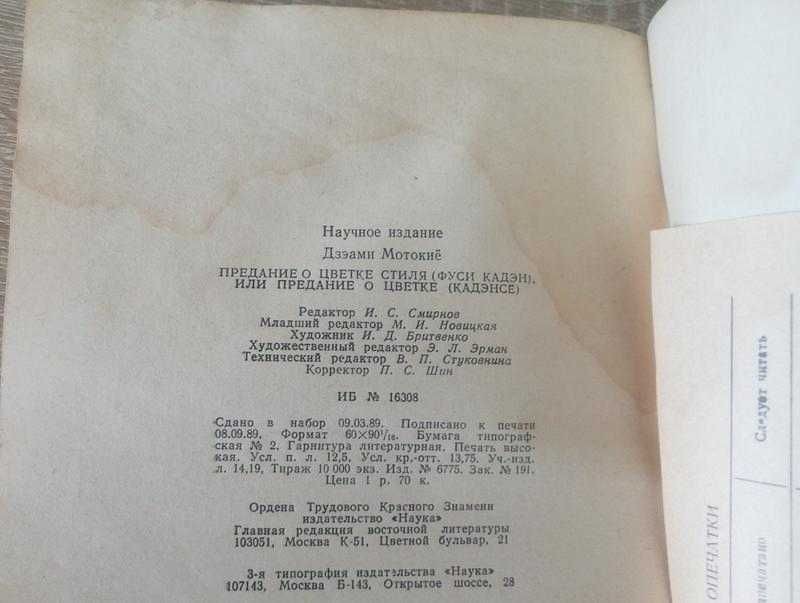 Научное издание
Дзэами Мотокиё
ПРЕДАНИЕ О ЦВЕТКЕ СТИЛЯ (ФУСИ КАДЭН),
ИЛИ ПРЕДАНИЕ О ЦВЕТКЕ (КАДЭНСЁ)
Редактор И. С. Смирнов
Младший редактор М. И. Новицкая
Художник И. Д. Бритвенко
Художественный редактор Э. Л. Эрман
Технический редактор В. П. Стуковнина
Корректор П. С. Шин
ИБ № 16308
Сдано в набор 09.03.89. Подписано к печати
08.09.89. Формат 60×90¹/₁₆. Бумага типограф-
ская № 2. Гарнитура литературная. Печать высо-
кая. Усл. п. л. 12,5. Усл. кр.-отт. 13,75. Уч.-изд.
л. 14,19. Тираж 10 000 экз. Изд. № 6775. Зак. № 191.
Цена 1 р. 70 к.
Ордена Трудового Красного Знамени
издательство «Наука»
Главная редакция восточной литературы
103051, Москва К-51, Цветной бульвар, 21
3-я типография издательства «Наука»
107143, Москва Б-143, Открытое шоссе, 28
ОПЕЧАТКИ
Следует читать